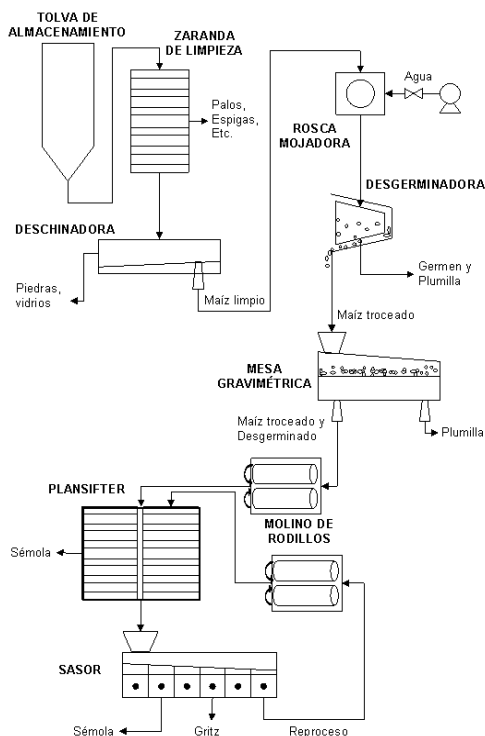 TOLVA DE
ALMACENAMIENTO
ZARANDA
DE LIMPIEZA
Palos,
Espigas,
Etc.
Agua
ROSCA
MOJADORA
DESGERMINADORA
DESCHINADORA
Piedras,
vidrios
Maíz limpio
Germen y
Plumilla
Maíz troceado
MESA
GRAVIMÉTRICA
Maíz troceado y
Desgerminado
Plumilla
PLANSIFTER
MOLINO DE
RODILLOS
Sémola
SASOR
Sémola
Gritz
Reproceso